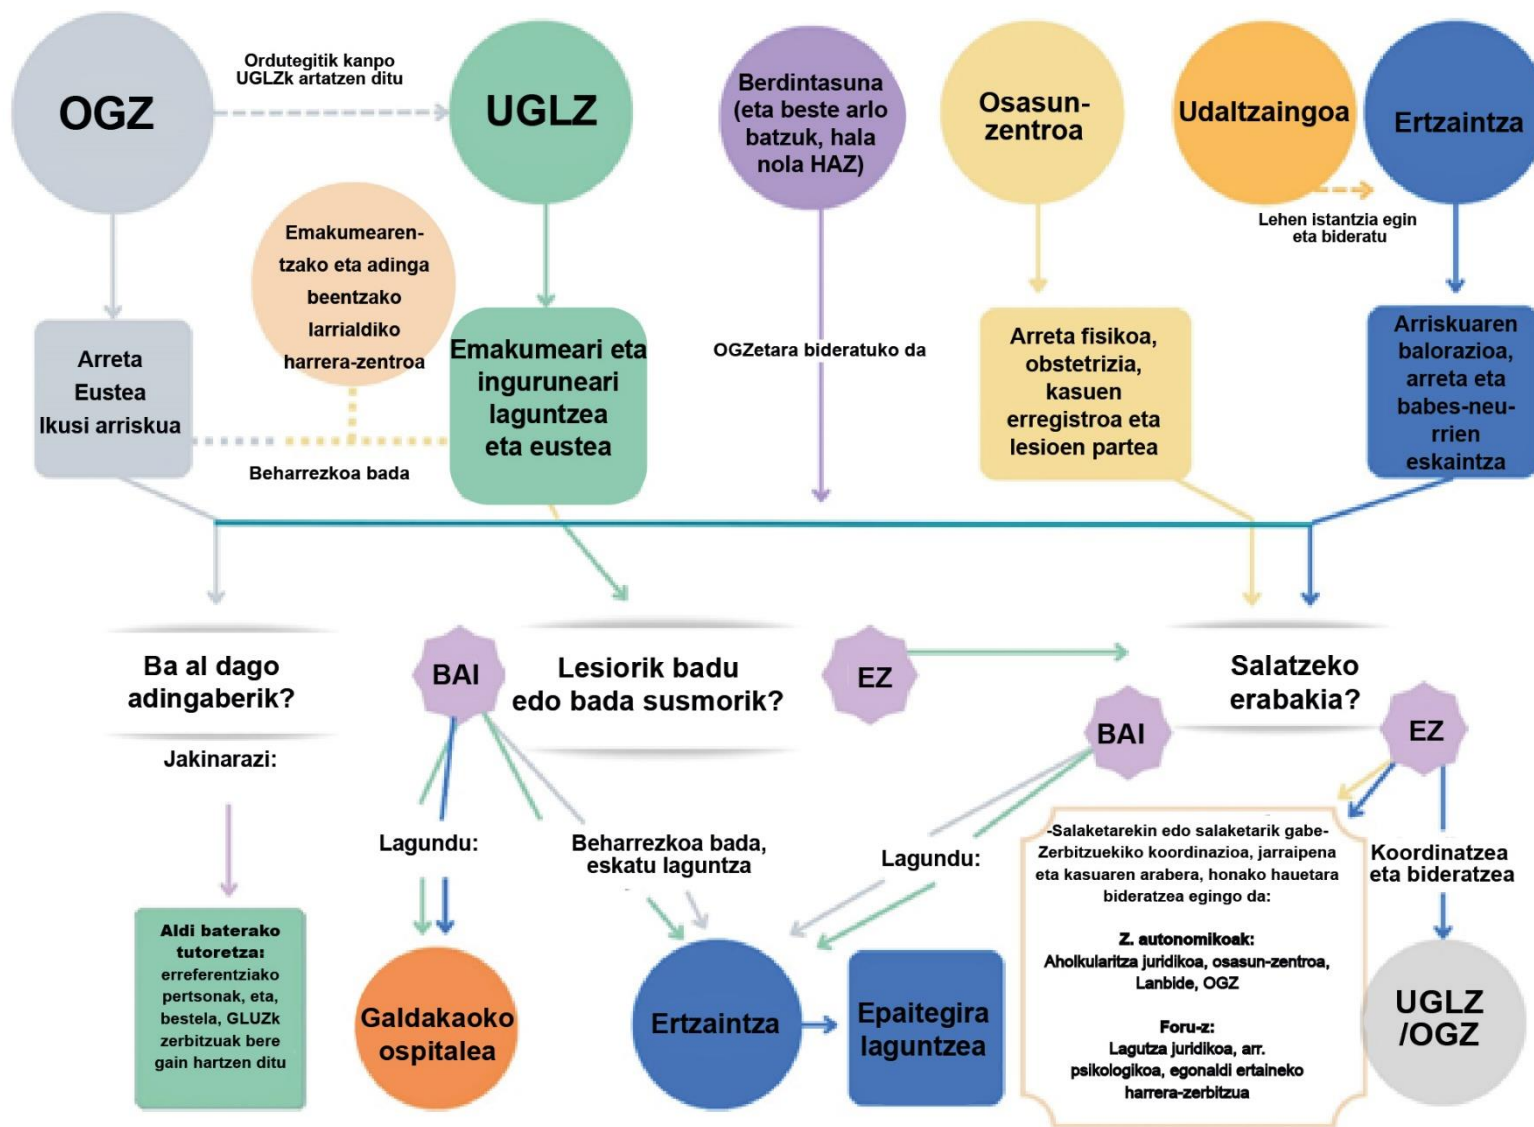 OGZ
Ordutegitik kanpo
UGLZk artatzen ditu
UGLZ
Berdintasuna
(eta beste arlo
batzuk, hala
nola HAZ)
Osasun-
zentroa
Udaltzaingoa
Ertzaintza
Lehen istantzia egin
eta bideratu
Emakumearen-
tzako eta adinga
beentzako
larrialdiko
harrera-zentroa
Arreta
Eustea
Ikusi arriskua
Beharrezkoa bada
Emakumeari eta
inguruneari
laguntzea
eta eustea
OGZetara bideratuko da
Arreta fisikoa,
obstetrizia,
kasuen
erregistroa eta
lesioen partea
Arriskuaren
balorazioa,
arreta eta
babes-neu-
rrien
eskaintza
Ba al dago
adingaberik?
Jakinarazi:
BAI
Lesiorik badu
edo bada susmorik?
EZ
Salatzeko
erabakia?
BAI
EZ
Lagundu:
Beharrezkoa bada,
eskatu laguntza
Lagundu:
-Salaketarekin edo salaketarik gabe-
Zerbitzuekiko koordinazioa, jarraipena
eta kasuaren arabera, honako hauetara
bideratzea egingo da:
Z. autonomikoak:
Aholkularitza juridikoa, osasun-zentroa,
Lanbide, OGZ
Foru-z:
Lagutza juridikoa, arr.
psikologikoa, egonaldi ertaineko
harrera-zerbitzua
Koordinatzea
eta bideratzea
Aldi baterako
tutoretza:
erreferentziako
pertsonak, eta,
bestela, GLUZk
zerbitzuak bere
gain hartzen ditu
Galdakaoko
ospitalea
Ertzaintza
Epaitegira
laguntzea
UGLZ
/OGZ